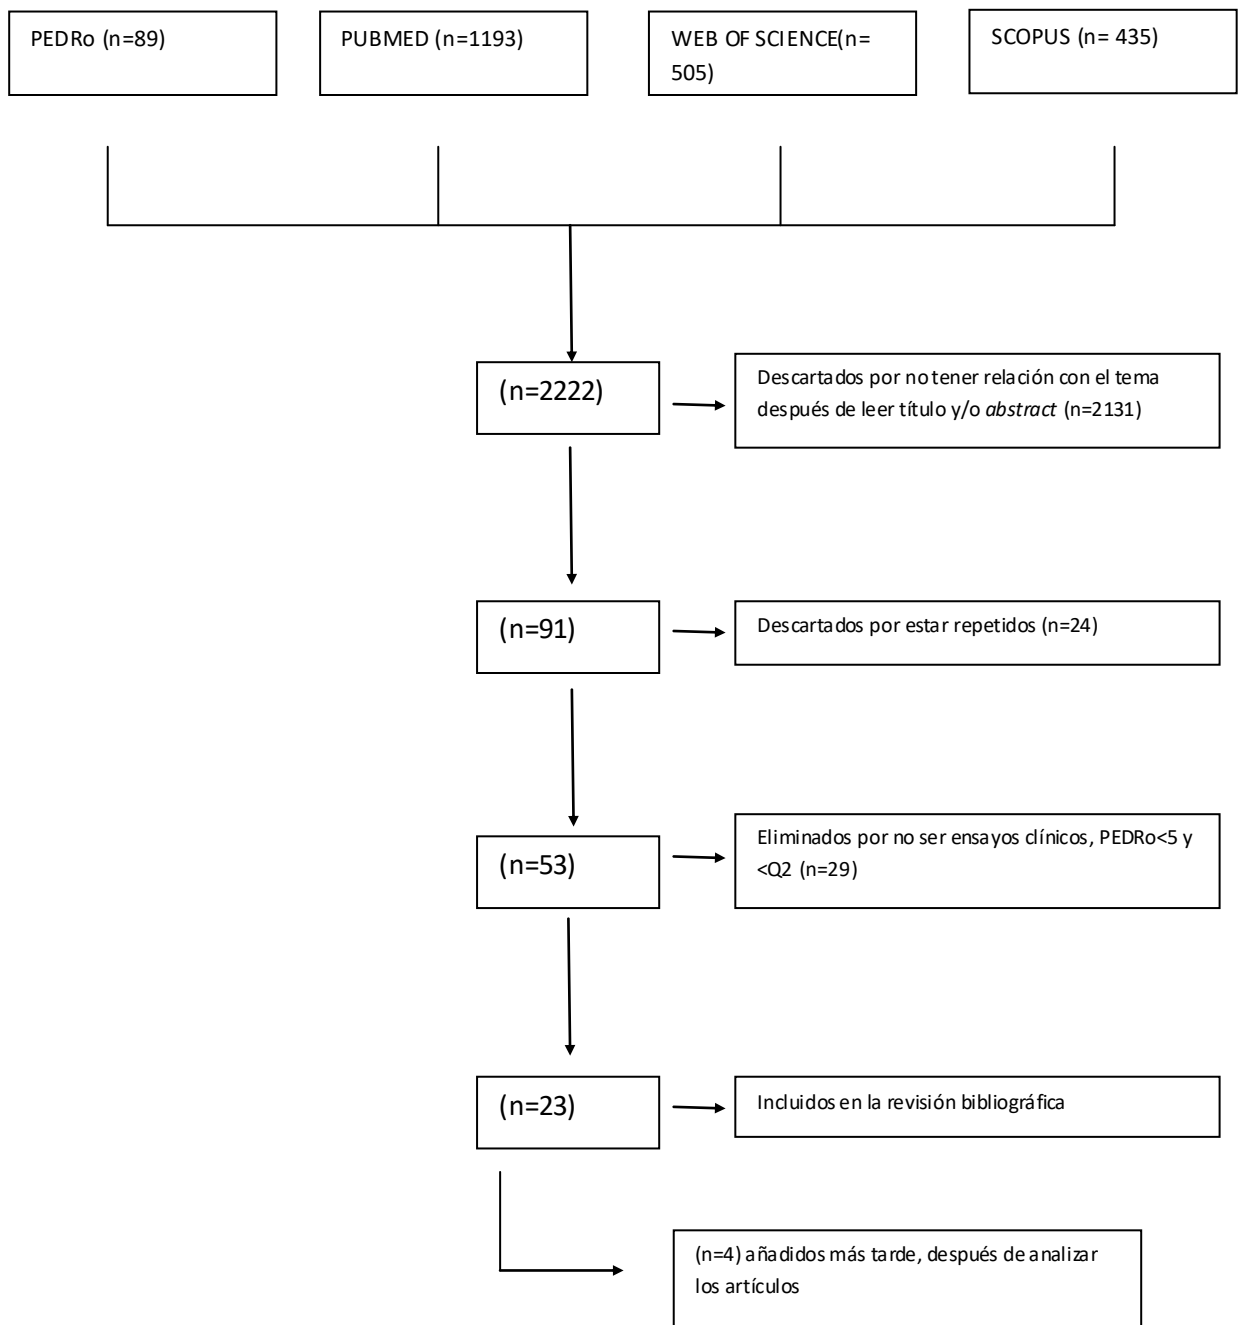 PEDRo (n=89)
PUBMED (n=1193)
WEB OF SCIENCE(n=
505)
SCOPUS (n= 435)
(n=2222)
Descartados por no tener relación con el tema
después de leer título y/o abstract (n=2131)
(n=91)
Descartados por estar repetidos (n=24)
(n=53)
Eliminados por no ser ensayos clínicos, PEDRo<5 y
<Q2 (n=29)
(n=23)
Incluidos en la revisión bibliográfica
(n=4) añadidos más tarde, después de analizar
los artículos